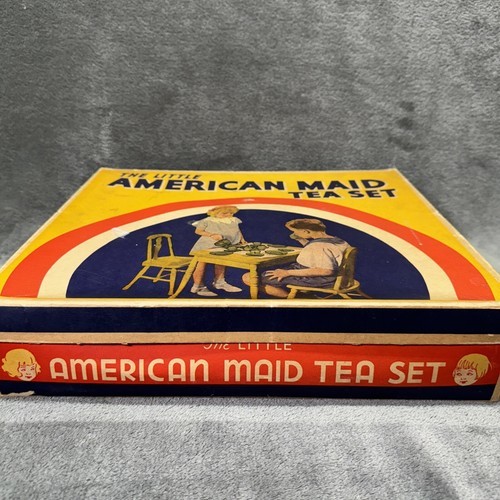 THE LITTLE
AMERICAN MAID
TEA SET
The LITTLE
AMERICAN MAID TEA SET